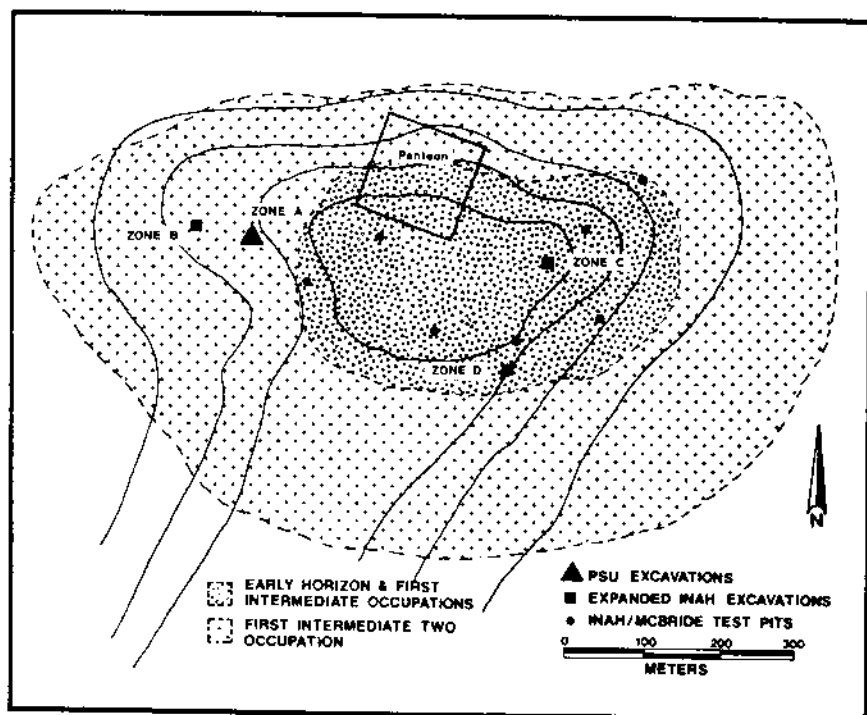 Panteon
ZONE A
ZONE B
ZONE C
ZONE D
N
EARLY HORIZON & FIRST
INTERMEDIATE OCCUPATIONS
FIRST INTERMEDIATE TWO
OCCUPATION
PSU EXCAVATIONS
EXPANDED INAH EXCAVATIONS
INAH/MCBRIDE TEST PITS
0 100 200 300
METERS